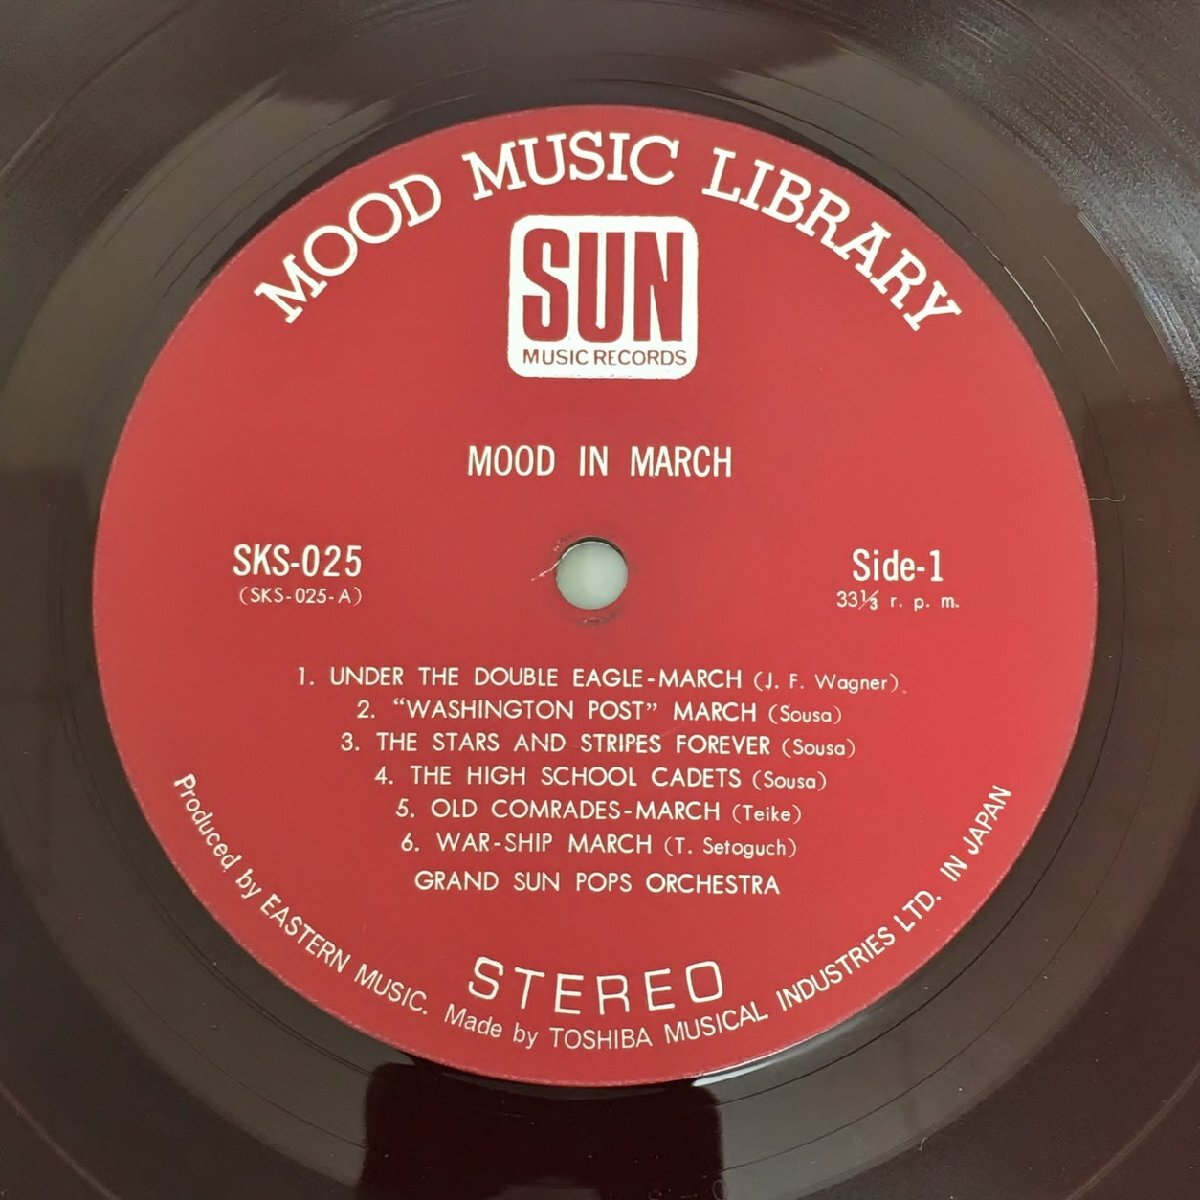 MOOD MUSIC LIBRARY
SUN
MUSIC RECORDS
MOOD IN MARCH
SKS-025
(SKS-025-A)
Side-1
33⅓ r. p. m.
1. UNDER THE DOUBLE EAGLE-MARCH (J. F. Wagner)
2. “WASHINGTON POST” MARCH (Sousa)
3. THE STARS AND STRIPES FOREVER (Sousa)
4. THE HIGH SCHOOL CADETS (Sousa)
5. OLD COMRADES-MARCH (Teike)
6. WAR-SHIP MARCH (T. Setoguch)
GRAND SUN POPS ORCHESTRA
STEREO
Produced by EASTERN MUSIC. Made by TOSHIBA MUSICAL INDUSTRIES LTD. IN JAPAN